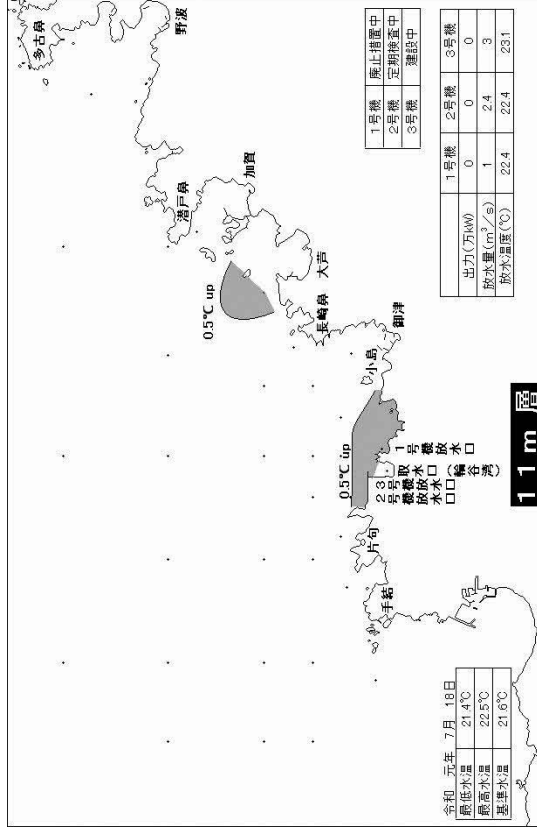 多古鼻
野波
潜戸鼻
加賀
0.5℃ up
大芦
長崎鼻
御津
小島
0.5℃ up
1号機放水口
取水口(輪谷湾)
3号機放水口
2号機放水口
片句
手結
1号機 廃止措置中
2号機 定期検査中
3号機 建設中
1号機 2号機 3号機
出力(万kW) 0 0 0
放水量(m³/s) 1 2.4 3
放水温度(℃) 22.4 22.4 23.1
11m層
令和 元年 7月 18日
最低水温 21.4℃
最高水温 22.5℃
基準水温 21.6℃